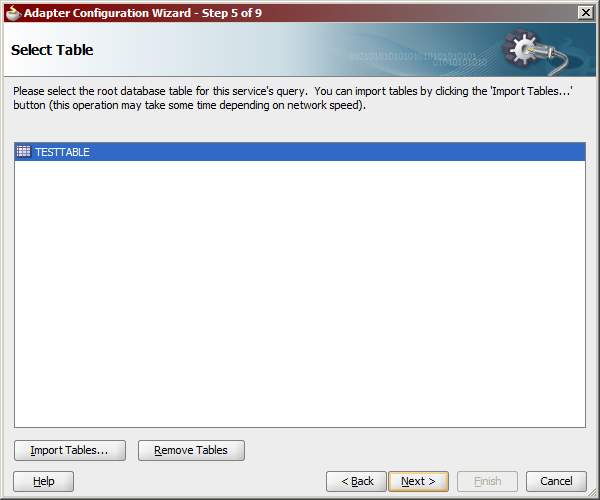 Adapter Configuration Wizard - Step 5 of 9
Select Table
Please select the root database table for this service's query.  You can import tables by clicking the 'Import Tables...'
button (this operation may take some time depending on network speed).
TESTTABLE
Import Tables...
Remove Tables
Help
< Back
Next >
Finish
Cancel